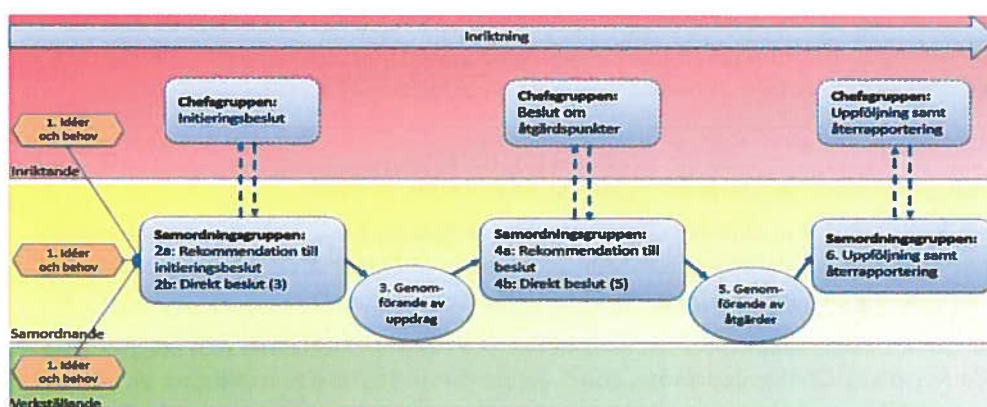 Inriktning
Chefsgruppen:
Initieringsbeslut
Chefsgruppen:
Beslut om
åtgärdspunkter
Chefsgruppen:
Uppföljning samt
återrapportering
1. Idéer
och behov
Inriktande
Samordningsgruppen:
2a: Rekommendation till
initieringsbeslut
2b: Direkt beslut (3)
Samordningsgruppen:
4a: Rekommendation till
beslut
4b: Direkt beslut (5)
Samordningsgruppen:
6. Uppföljning samt
återrapportering
1. Idéer
och behov
3. Genom-
förande av
uppdrag
5. Genom-
förande av
åtgärder
Samordnande
1. Idéer
och behov
Verkställande